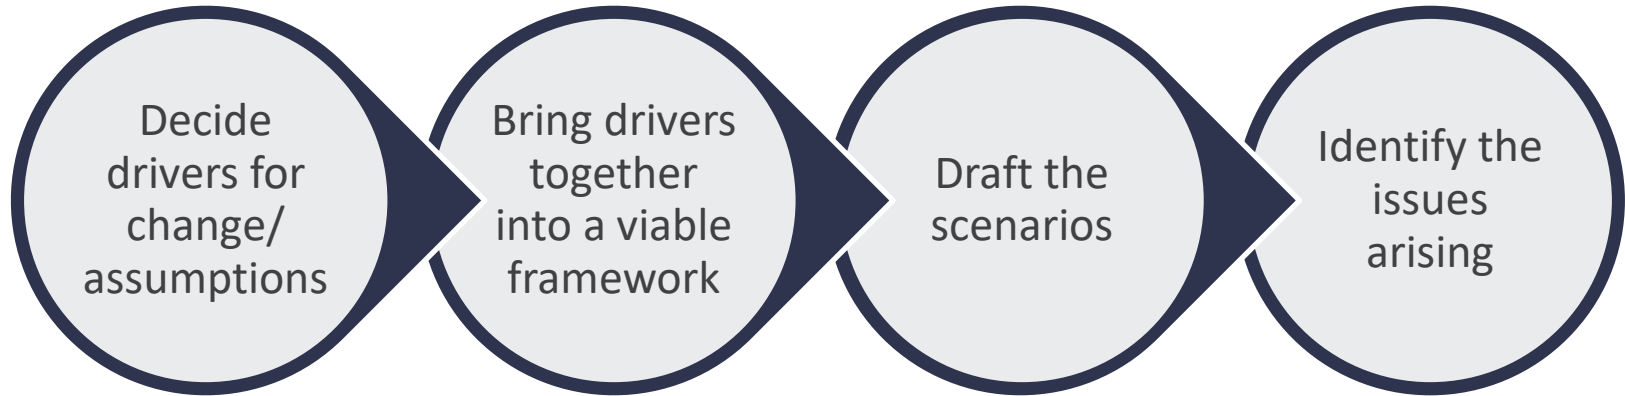 Decide
drivers for
change/
assumptions
Bring drivers
together
into a viable
framework
Draft the
scenarios
Identify the
issues
arising